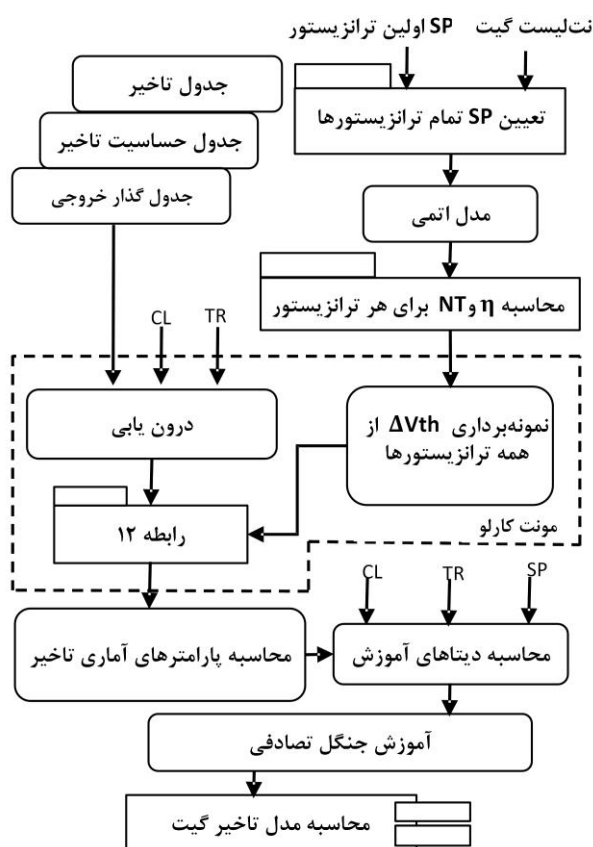 نت‌لیست گیت
SP اولین ترانزیستور
تعیین SP تمام ترانزیستورها
جدول تاخیر
جدول حساسیت تاخیر
جدول گذار خروجی
مدل اتمی
محاسبه η وNT برای هر ترانزیستور
CL
TR
درون یابی
نمونه‌برداری ΔVth از
همه ترانزیستورها
رابطه ۱۲
مونت کارلو
CL
TR
SP
محاسبه پارامترهای آماری تاخیر
محاسبه دیتاهای آموزش
آموزش جنگل تصادفی
محاسبه مدل تاخیر گیت